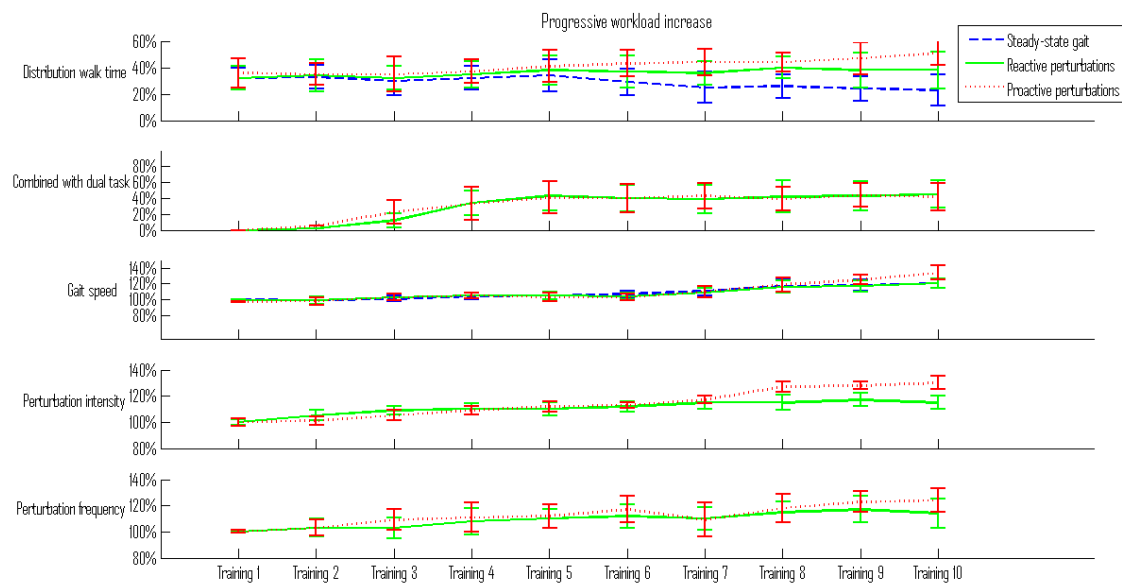 Progressive workload increase
60%
40%
20%
0%
Distribution walk time
Steady-state gait
Reactive perturbations
Proactive perturbations
80%
60%
40%
20%
0%
Combined with dual task
140%
120%
100%
80%
Gait speed
140%
120%
100%
80%
Perturbation intensity
140%
120%
100%
80%
Perturbation frequency
Training 1 Training 2 Training 3 Training 4 Training 5 Training 6 Training 7 Training 8 Training 9 Training 10